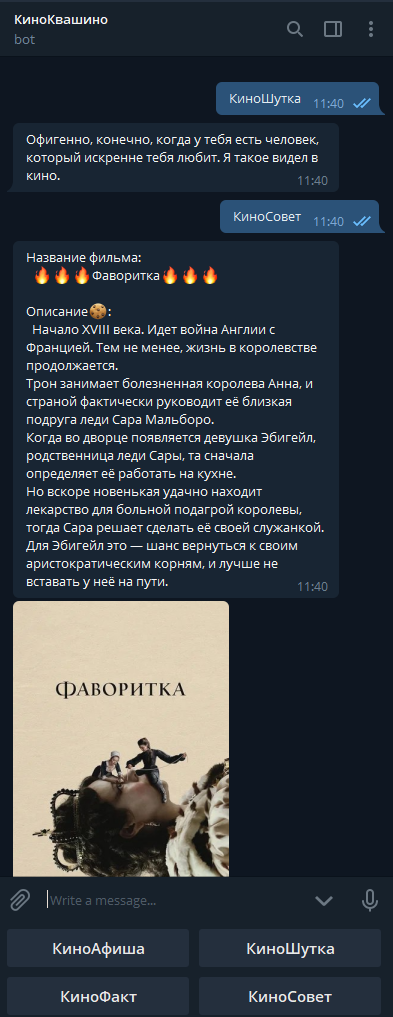 КиноКвашино
bot
КиноШутка 11:40
Офигенно, конечно, когда у тебя есть человек,
который искренне тебя любит. Я такое видел в
кино.
11:40
КиноСовет 11:40
Название фильма:
🔥🔥🔥Фаворитка🔥🔥🔥
Описание🍪:
Начало XVIII века. Идет война Англии с
Францией. Тем не менее, жизнь в королевстве
продолжается.
Трон занимает болезненная королева Анна, и
страной фактически руководит её близкая
подруга леди Сара Мальборо.
Когда во дворце появляется девушка Эбигейл,
родственница леди Сары, та сначала
определяет её работать на кухне.
Но вскоре новенькая удачно находит
лекарство для больной подагрой королевы,
тогда Сара решает сделать её своей служанкой.
Для Эбигейл это — шанс вернуться к своим
аристократическим корням, и лучше не
вставать у неё на пути.
11:40
ФАВОРИТКА
Write a message...
КиноАфиша
КиноШутка
КиноФакт
КиноСовет